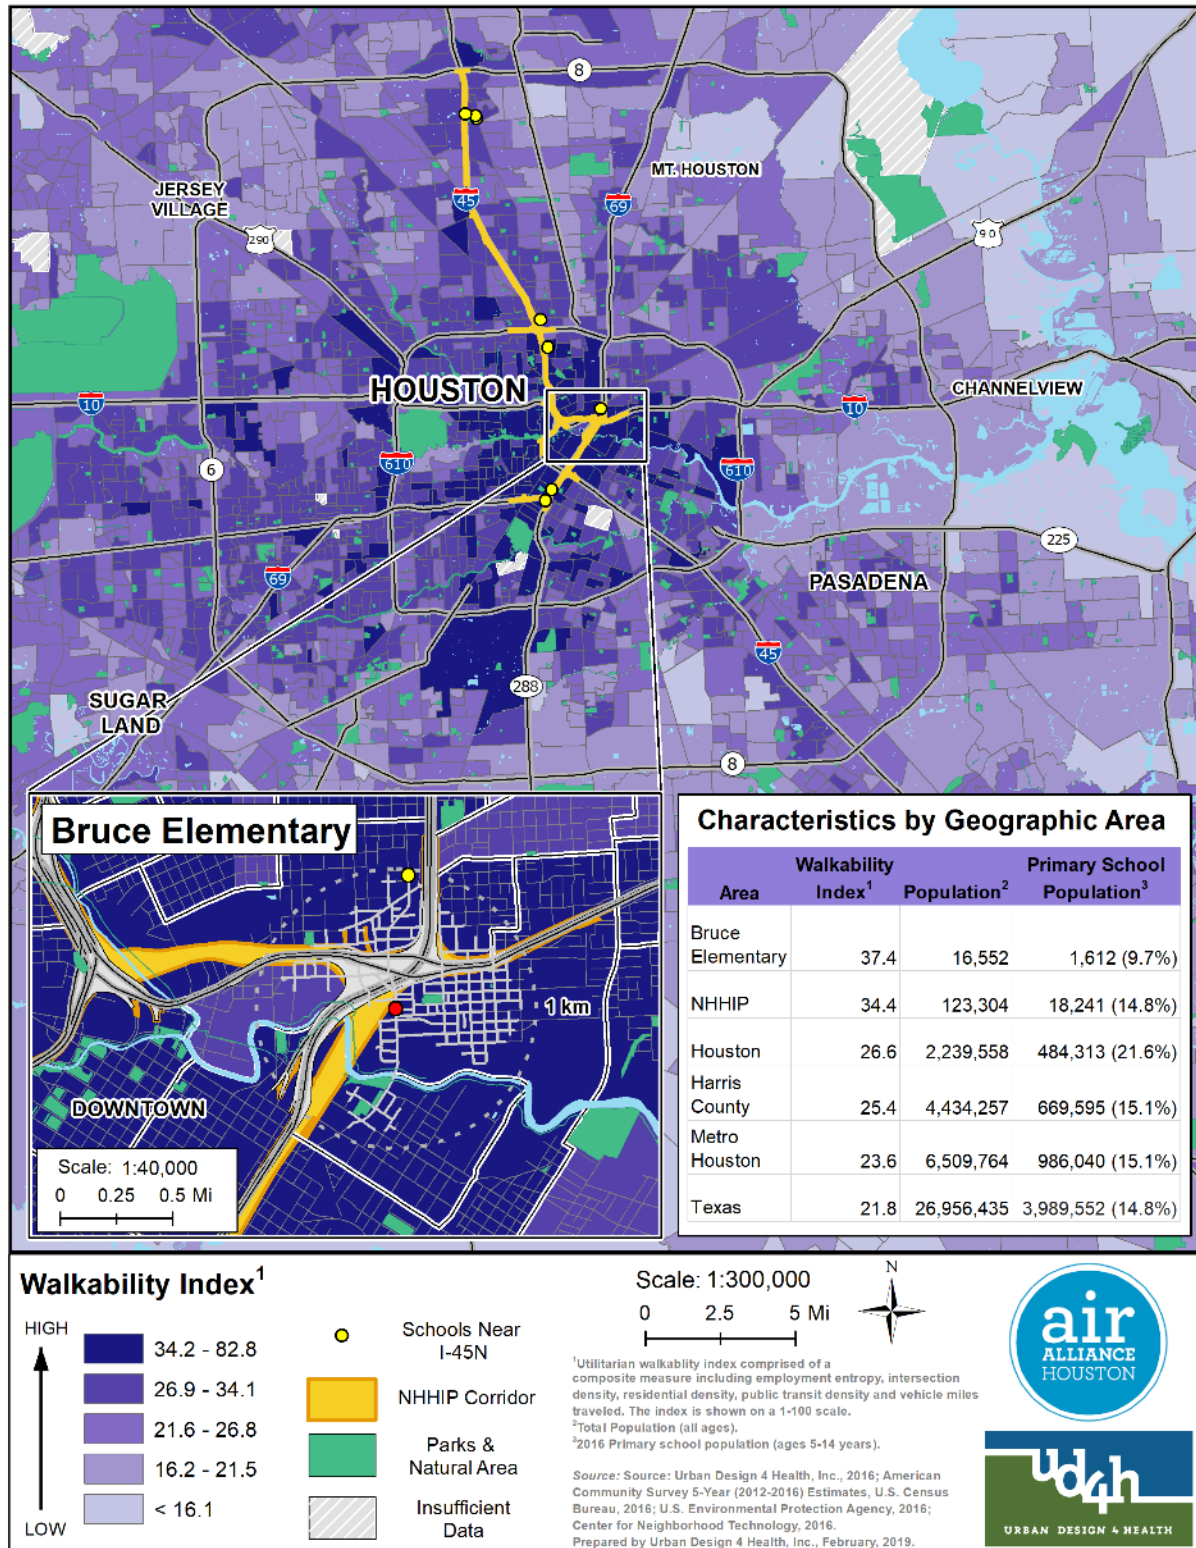 8
JERSEY
VILLAGE
MT. HOUSTON
45
69
290
90
HOUSTON
CHANNELVIEW
10
10
6
610
610
225
69
PASADENA
45
SUGAR
LAND
288
8
Bruce Elementary
1 km
DOWNTOWN
Scale: 1:40,000
0 0.25 0.5 Mi
Characteristics by Geographic Area
Area Walkability Index1 Population2 Primary School Population3
Bruce Elementary 37.4 16,552 1,612 (9.7%)
NHHIP 34.4 123,304 18,241 (14.8%)
Houston 26.6 2,239,558 484,313 (21.6%)
Harris County 25.4 4,434,257 669,595 (15.1%)
Metro Houston 23.6 6,509,764 986,040 (15.1%)
Texas 21.8 26,956,435 3,989,552 (14.8%)
Walkability Index1
HIGH
34.2 - 82.8
26.9 - 34.1
21.6 - 26.8
16.2 - 21.5
< 16.1
LOW
Schools Near
I-45N
NHHIP Corridor
Parks &
Natural Area
Insufficient
Data
Scale: 1:300,000
0 2.5 5 Mi
N
1Utilitarian walkablity index comprised of a
composite measure including employment entropy, intersection
density, residential density, public transit density and vehicle miles
traveled. The index is shown on a 1-100 scale.
2Total Population (all ages).
32016 Primary school population (ages 5-14 years).
Source: Source: Urban Design 4 Health, Inc., 2016; American
Community Survey 5-Year (2012-2016) Estimates, U.S. Census
Bureau, 2016; U.S. Environmental Protection Agency, 2016;
Center for Neighborhood Technology, 2016.
Prepared by Urban Design 4 Health, Inc., February, 2019.
air
ALLIANCE
HOUSTON
ud4h
URBAN DESIGN 4 HEALTH